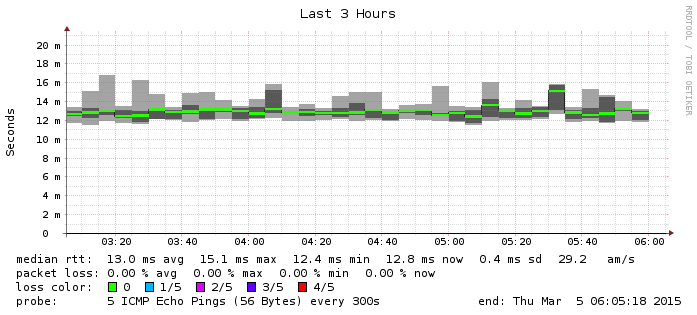 Last 3 Hours
RRDTOOL / TOBI OETIKER
Seconds
20 m
18 m
16 m
14 m
12 m
10 m
8 m
6 m
4 m
2 m
0
03:20 03:40 04:00 04:20 04:40 05:00 05:20 05:40 06:00
median rtt: 13.0 ms avg 15.1 ms max 12.4 ms min 12.8 ms now 0.4 ms sd 29.2 am/s
packet loss: 0.00 % avg 0.00 % max 0.00 % min 0.00 % now
loss color: 0 1/5 2/5 3/5 4/5
probe: 5 ICMP Echo Pings (56 Bytes) every 300s end: Thu Mar 5 06:05:18 2015